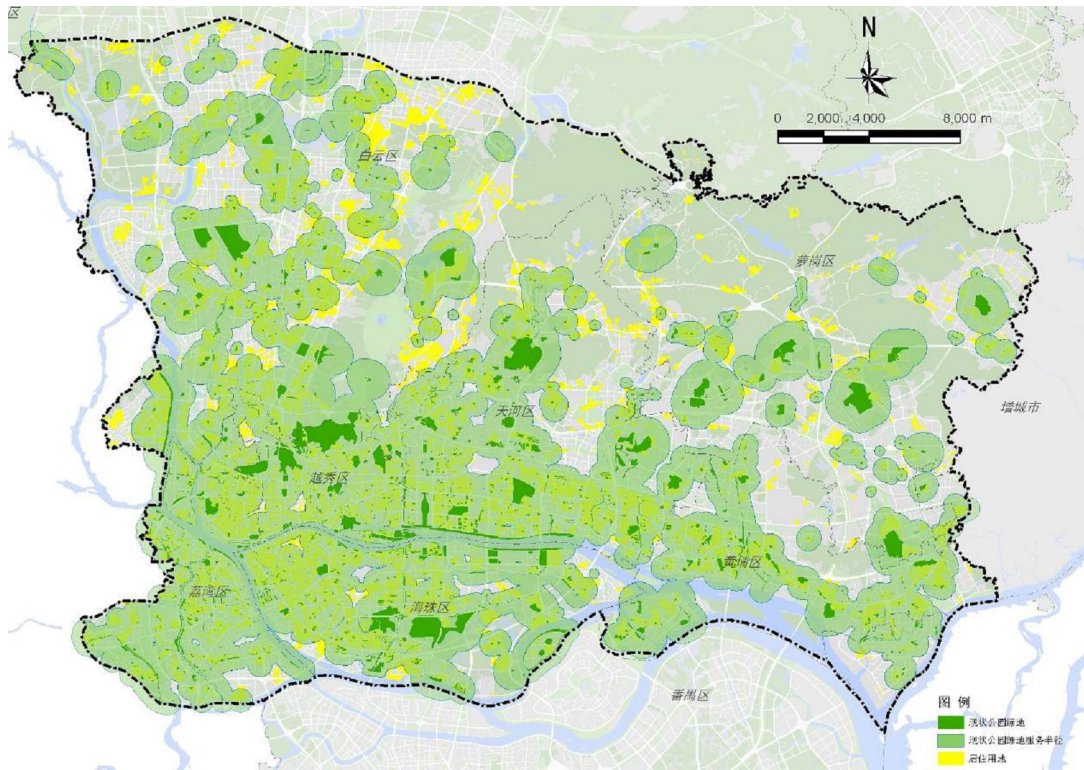 区
N
0 2,000 4,000 8,000 m
白云区
萝岗区
增城市
天河区
越秀区
黄埔区
荔湾区
海珠区
番禺区
图 例
现状公园绿地
现状公园绿地服务半径
居住用地